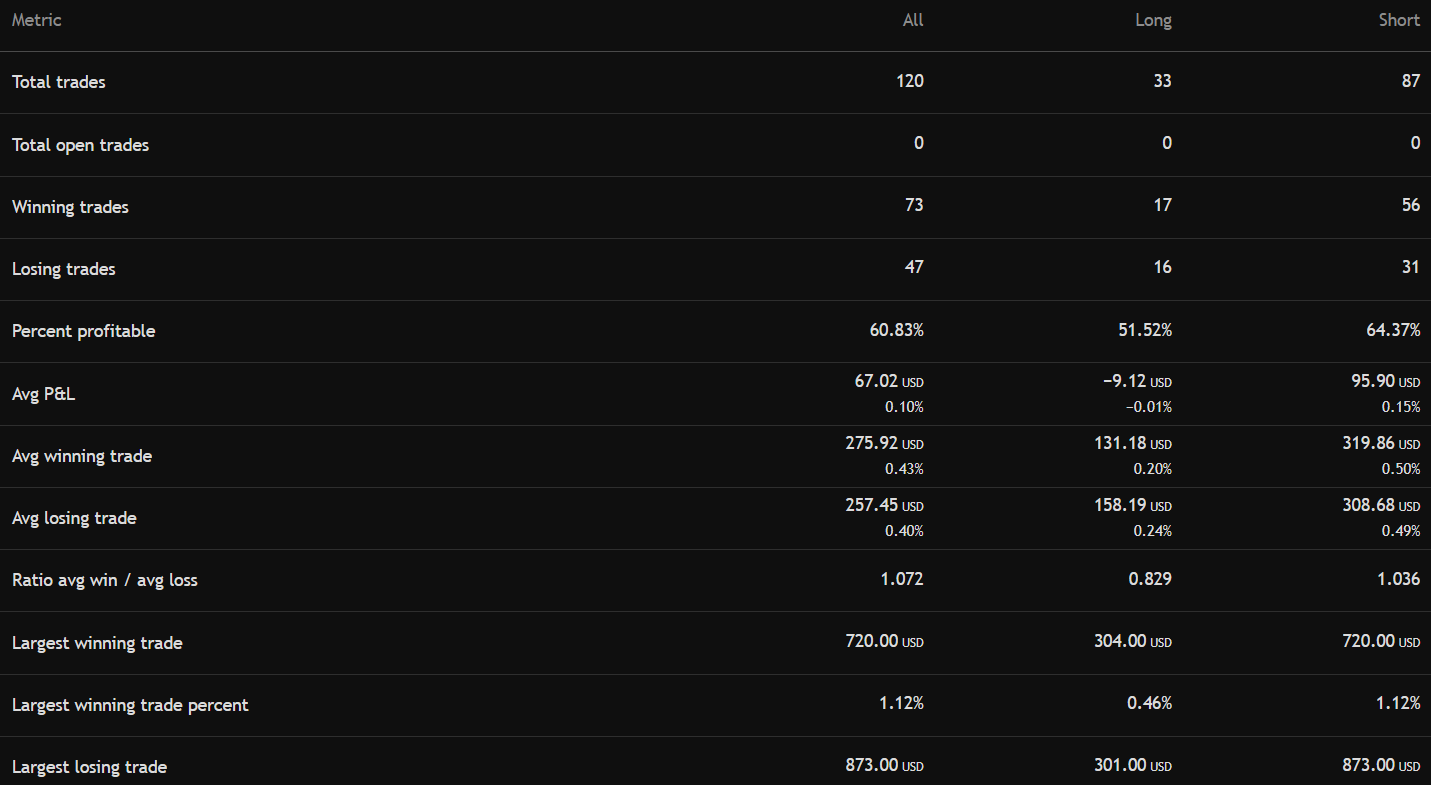 Metric All Long Short
Total trades 120 33 87
Total open trades 0 0 0
Winning trades 73 17 56
Losing trades 47 16 31
Percent profitable 60.83% 51.52% 64.37%
Avg P&L 67.02 USD −9.12 USD 95.90 USD
0.10% −0.01% 0.15%
Avg winning trade 275.92 USD 131.18 USD 319.86 USD
0.43% 0.20% 0.50%
Avg losing trade 257.45 USD 158.19 USD 308.68 USD
0.40% 0.24% 0.49%
Ratio avg win / avg loss 1.072 0.829 1.036
Largest winning trade 720.00 USD 304.00 USD 720.00 USD
Largest winning trade percent 1.12% 0.46% 1.12%
Largest losing trade 873.00 USD 301.00 USD 873.00 USD